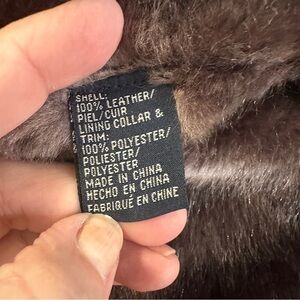 SHELL:
100% LEATHER/
PIEL/CUIR
LINING COLLAR &
TRIM:
100% POLYESTER/
POLIESTER/
POLYESTER
MADE IN CHINA
HECHO EN CHINA
FABRIQUÉ EN CHINE